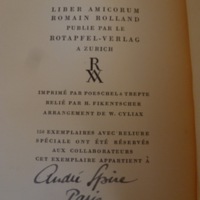 LIBER AMICORUM
ROMAIN ROLLAND
PUBLIÉ PAR LE
ROTAPFEL-VERLAG
A ZURICH
IMPRIMÉ PAR POESCHEL & TREPTE
RELIÉ PAR H. FIKENTSCHER
ARRANGEMENT DE W. CYLIAX
150 EXEMPLAIRES AVEC RELIURE
SPÉCIALE ONT ÉTÉ RÉSERVÉS
AUX COLLABORATEURS
CET EXEMPLAIRE APPARTIENT À
André Spire
Paris